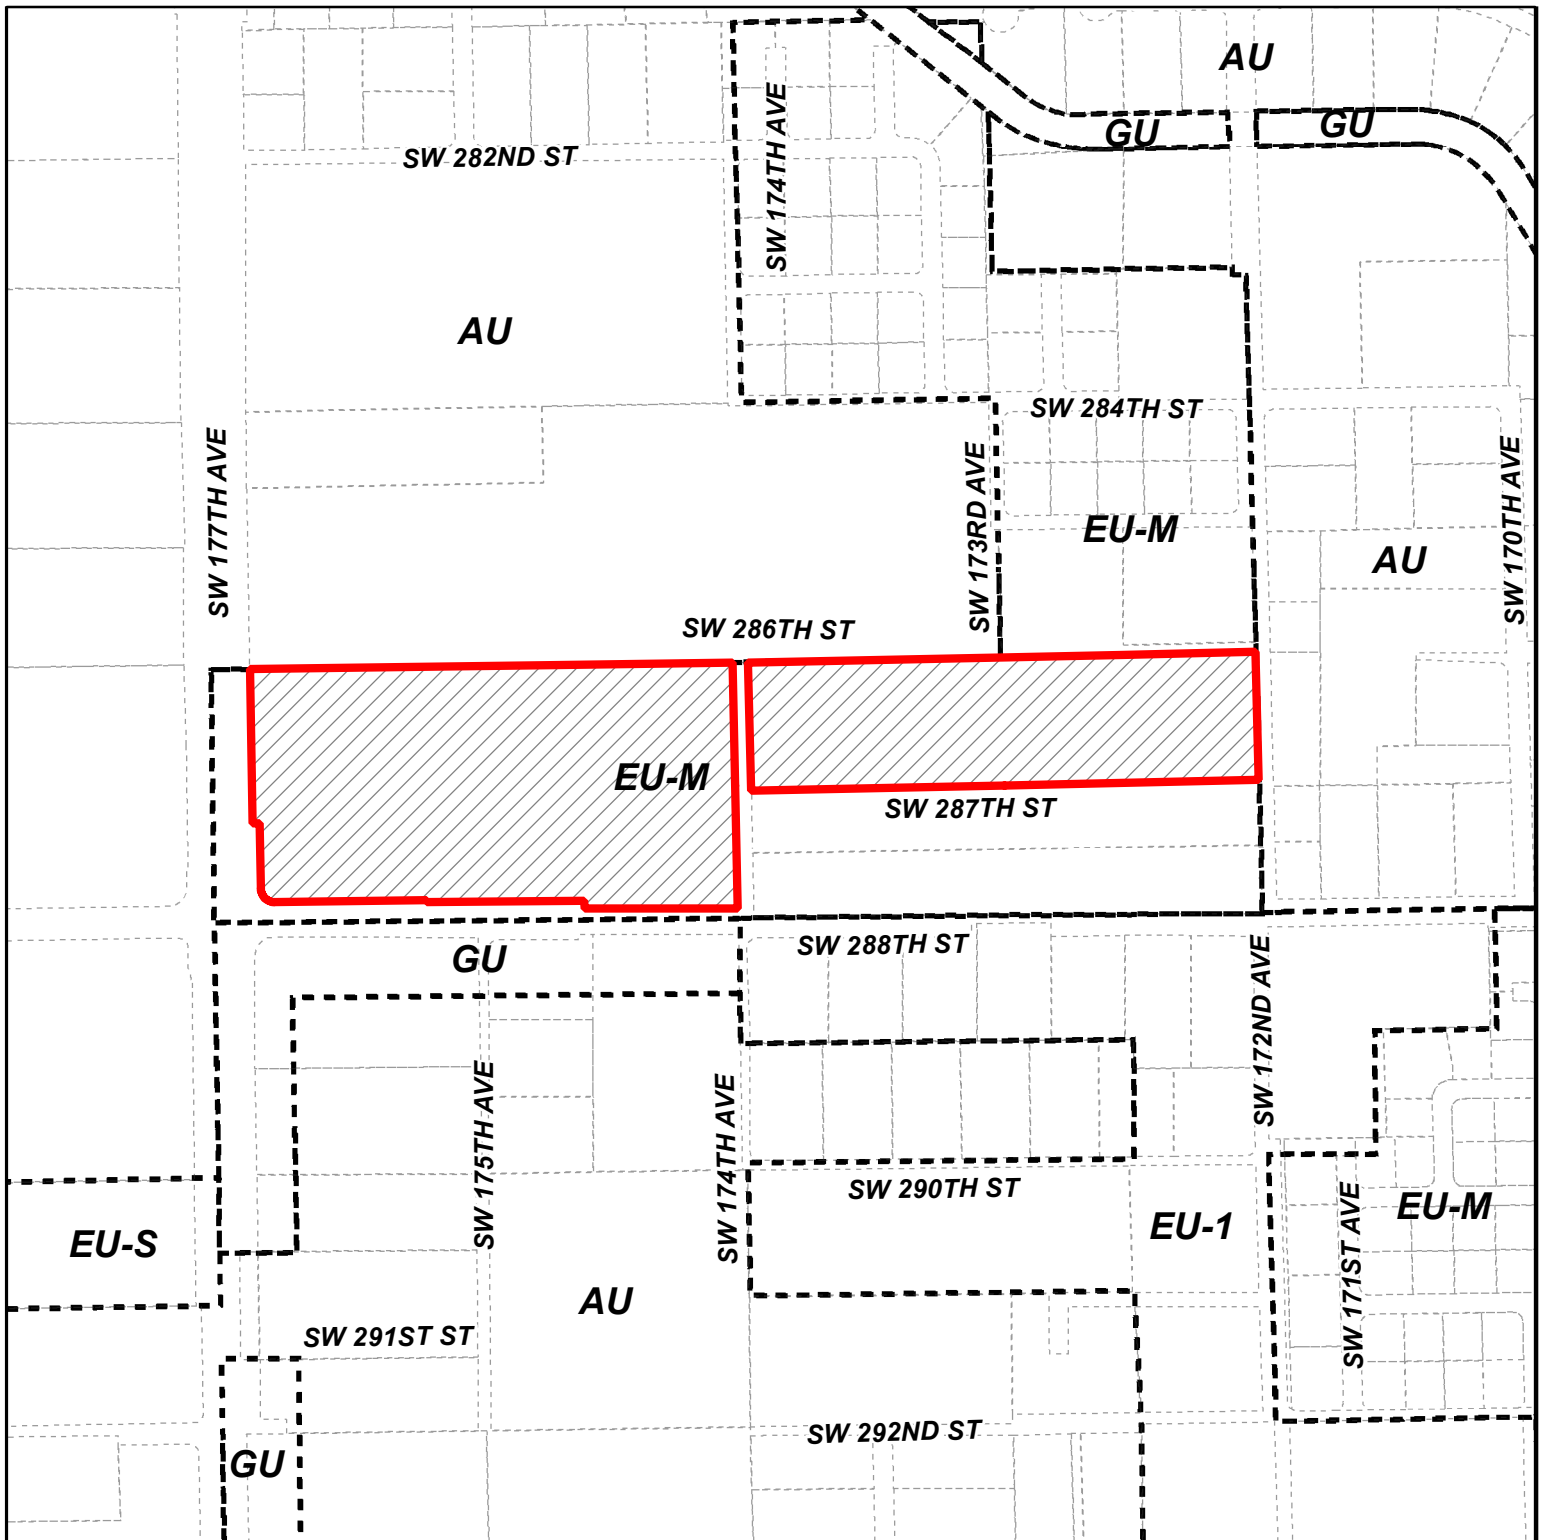 AU
GU
GU
SW 282ND ST
SW 174TH AVE
AU
SW 284TH ST
SW 177TH AVE
SW 173RD AVE
SW 170TH AVE
EU-M
AU
SW 286TH ST
EU-M
SW 287TH ST
SW 288TH ST
GU
SW 172ND AVE
SW 175TH AVE
SW 174TH AVE
SW 290TH ST
EU-M
EU-1
EU-S
SW 171ST AVE
AU
SW 291ST ST
SW 292ND ST
GU